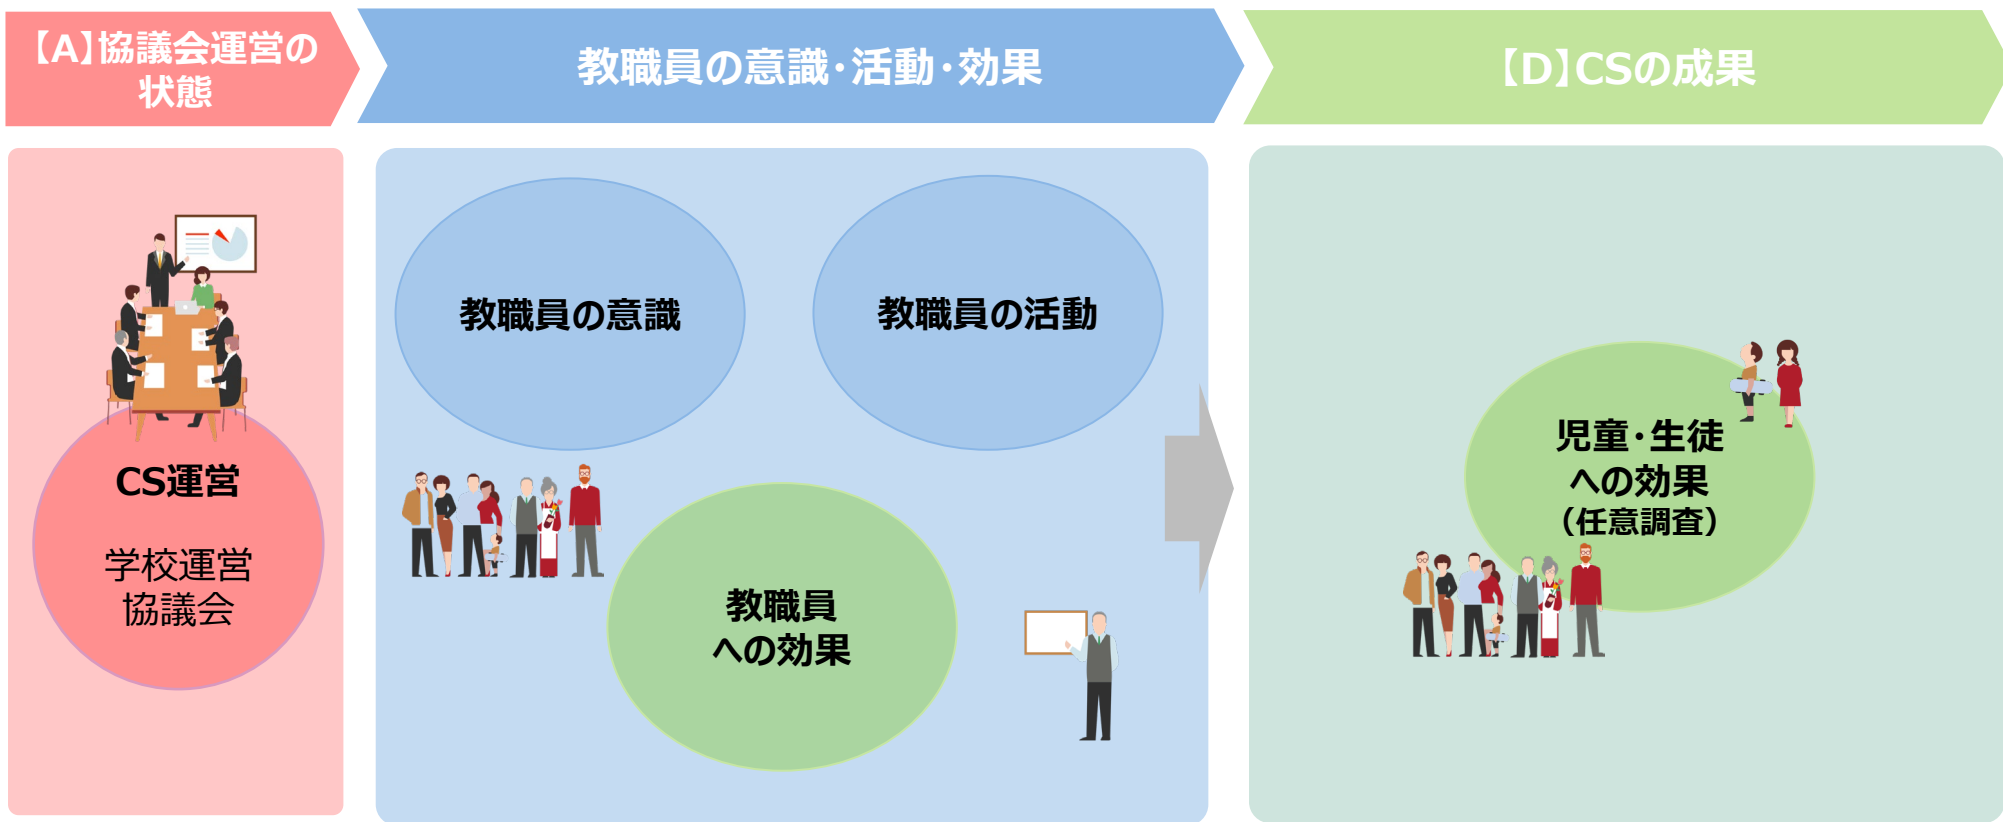 【A】協議会運営の
状態
教職員の意識・活動・効果
【D】CSの成果
CS運営
学校運営
協議会
教職員の意識
教職員の活動
教職員
への効果
児童・生徒
への効果
（任意調査）